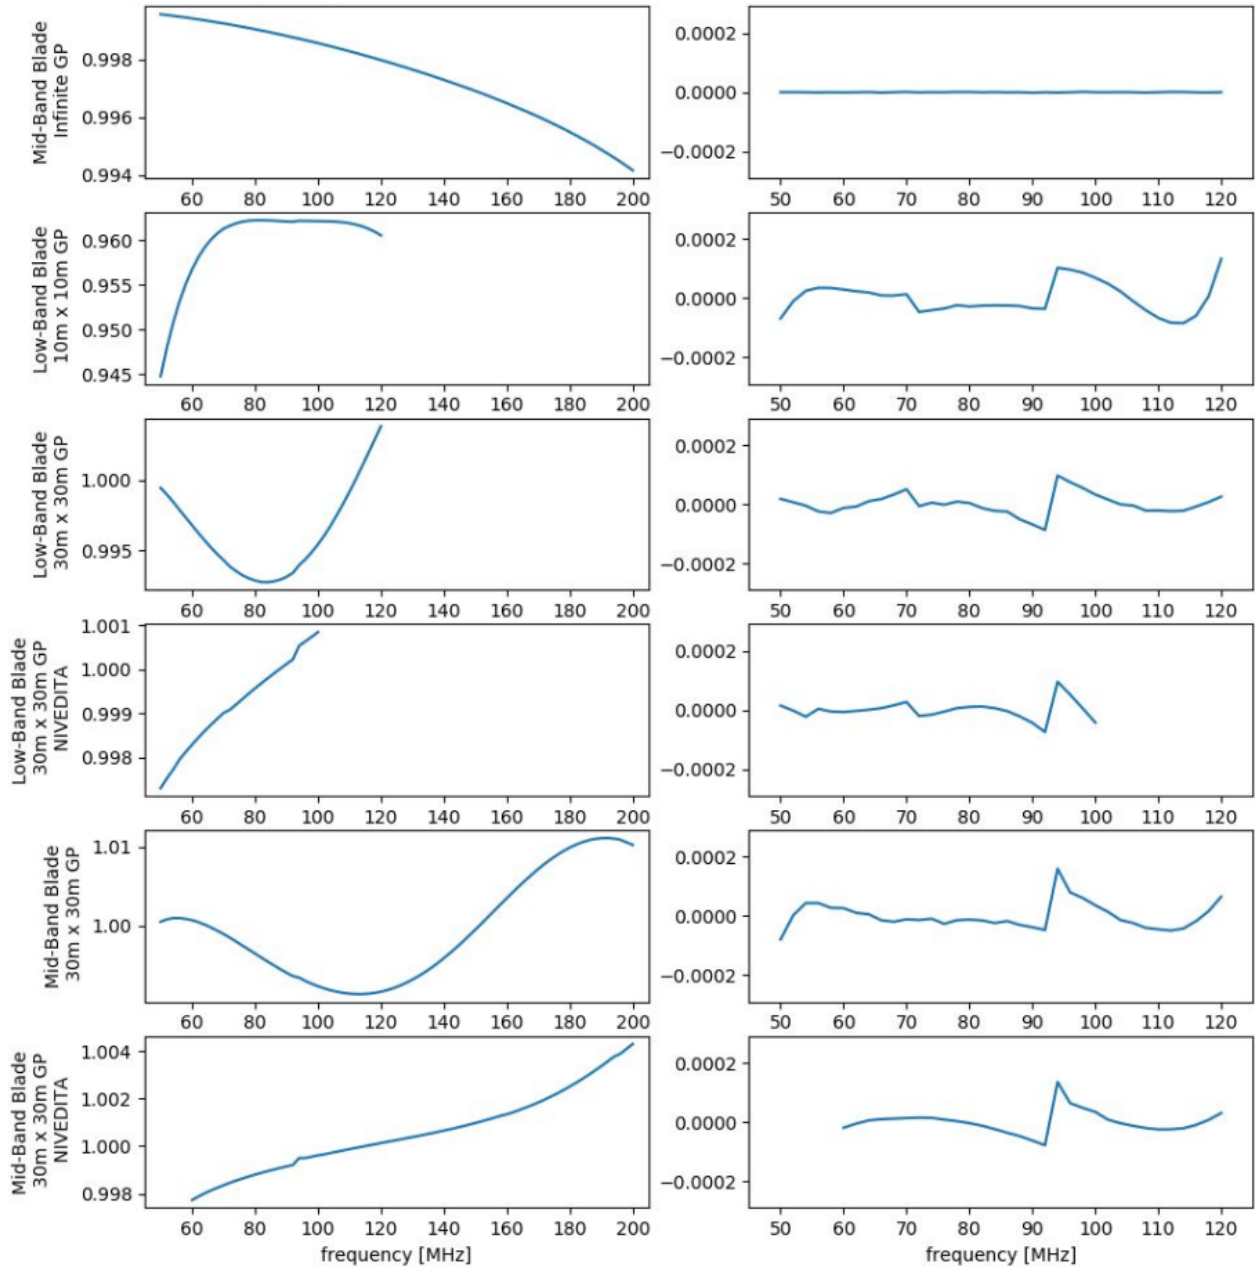 Mid-Band Blade
Infinite GP
0.998
0.996
0.994
60 80 100 120 140 160 180 200
0.0002
0.0000
−0.0002
50 60 70 80 90 100 110 120
Low-Band Blade
10m x 10m GP
0.960
0.955
0.950
0.945
60 80 100 120 140 160 180 200
0.0002
0.0000
−0.0002
50 60 70 80 90 100 110 120
Low-Band Blade
30m x 30m GP
1.000
0.995
60 80 100 120 140 160 180 200
0.0002
0.0000
−0.0002
50 60 70 80 90 100 110 120
Low-Band Blade
30m x 30m GP
NIVEDITA
1.001
1.000
0.999
0.998
60 80 100 120 140 160 180 200
0.0002
0.0000
−0.0002
50 60 70 80 90 100 110 120
Mid-Band Blade
30m x 30m GP
1.01
1.00
60 80 100 120 140 160 180 200
0.0002
0.0000
−0.0002
50 60 70 80 90 100 110 120
Mid-Band Blade
30m x 30m GP
NIVEDITA
1.004
1.002
1.000
0.998
60 80 100 120 140 160 180 200
frequency [MHz]
0.0002
0.0000
−0.0002
50 60 70 80 90 100 110 120
frequency [MHz]